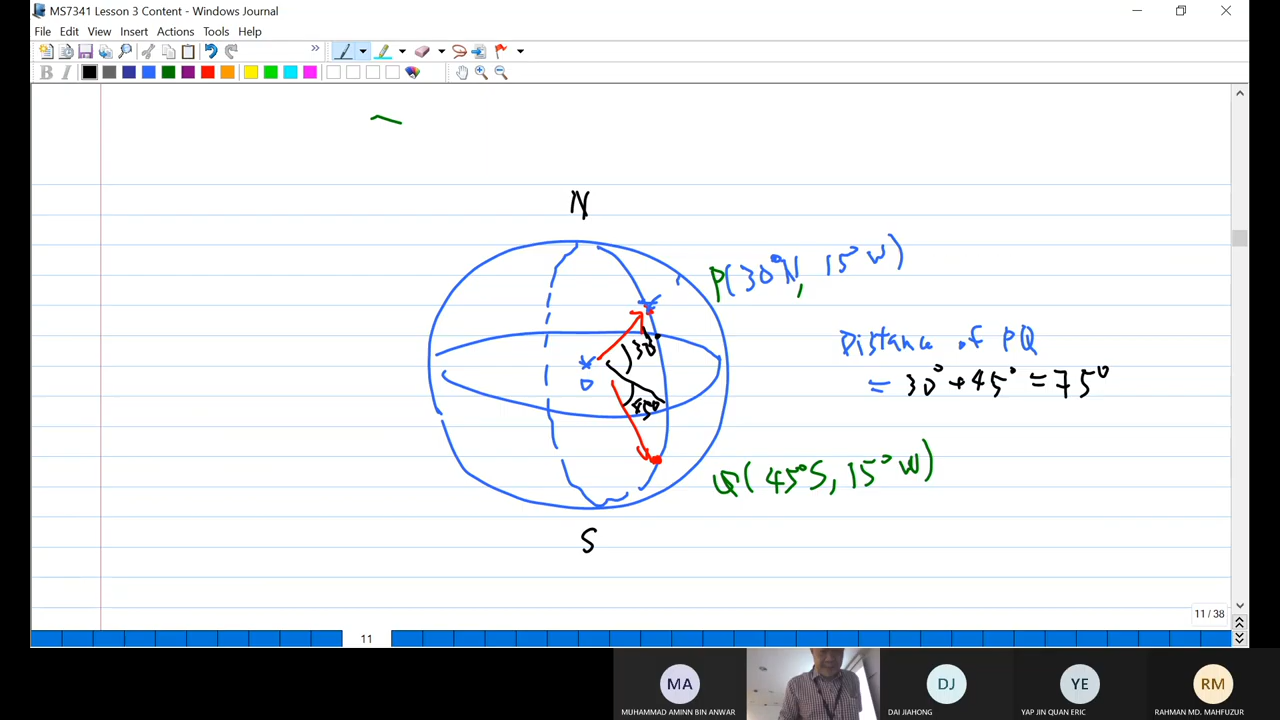 MS7341 Lesson 3 Content - Windows Journal
File Edit View Insert Actions Tools Help
B I
N
P(30°N, 15°W)
30°
O
45°
Distance of PQ
= 30° + 45° = 75°
Q(45°S, 15°W)
S
11 / 38
11
MA
DJ
YE
RM
MUHAMMAD AMINN BIN ANWAR
DAI JIAHONG
YAP JIN QUAN ERIC
RAHMAN MD. MAHFUZUR